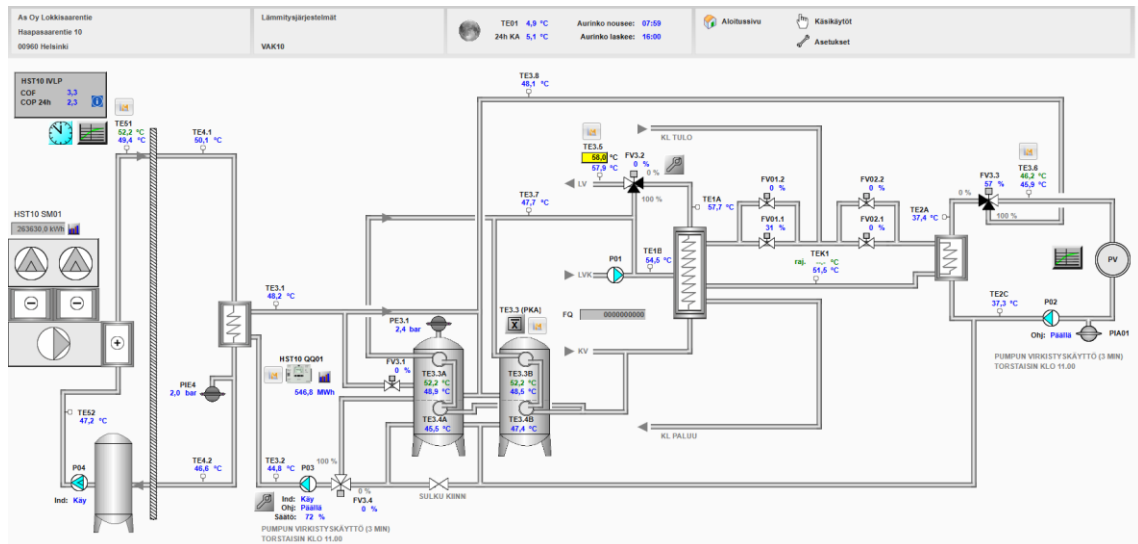 As Oy Lokkisaarentie
Haapasaarentie 10
00960 Helsinki
Lämmitysjärjestelmät
VAK10
TE01 4,9 °C
24h KA 5,1 °C
Aurinko nousee: 07:59
Aurinko laskee: 16:00
Aloitussivu
Käsikäytöt
Asetukset
HST10 IVLP
COF 3,3
COP 24h 2,3
TE51
52,2 °C
49,4 °C
TE4.1
50,1 °C
TE3.8
48,1 °C
KL TULO
TE3.5
58,0 °C
57,9 °C
FV3.2
0 %
0 %
LV
100 %
TE1A
57,7 °C
FV01.2
0 %
FV02.2
0 %
FV01.1
31 %
FV02.1
0 %
TE2A
37,4 °C
0 %
FV3.3
57 %
100 %
TE3.6
46,2 °C
45,9 °C
TE3.7
47,7 °C
HST10 SM01
263630,0 kWh
P01
LVK
TE1B
54,5 °C
TEK1
raj. --,- °C
51,5 °C
PV
TE3.1
48,2 °C
TE2C
37,3 °C
P02
Ohj: Päällä
PIA01
PE3.1
2,4 bar
TE3.3 (PKA)
X
FQ 0000000000
KV
PUMPUN VIRKISTYSKÄYTTÖ (3 MIN)
TORSTAISIN KLO 11.00
HST10 QQ01
546,8 MWh
FV3.1
0 %
TE3.3A
52,2 °C
48,9 °C
TE3.3B
52,2 °C
48,5 °C
TE3.4A
45,5 °C
TE3.4B
47,4 °C
PIE4
2,0 bar
KL PALUU
TE52
47,2 °C
P04
Ind: Käy
TE4.2
46,6 °C
TE3.2
44,8 °C
P03
100 %
0 %
FV3.4
0 %
SULKU KIINN
Ind: Käy
Ohj: Päällä
Säätö: 72 %
PUMPUN VIRKISTYSKÄYTTÖ (3 MIN)
TORSTAISIN KLO 11.00